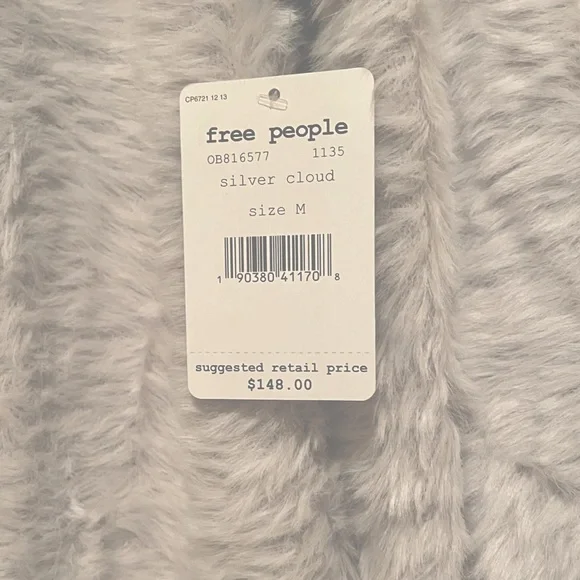 CP6721 12 13
free people
OB816577 1135
silver cloud
size M
1 90380 41170 8
suggested retail price
$148.00